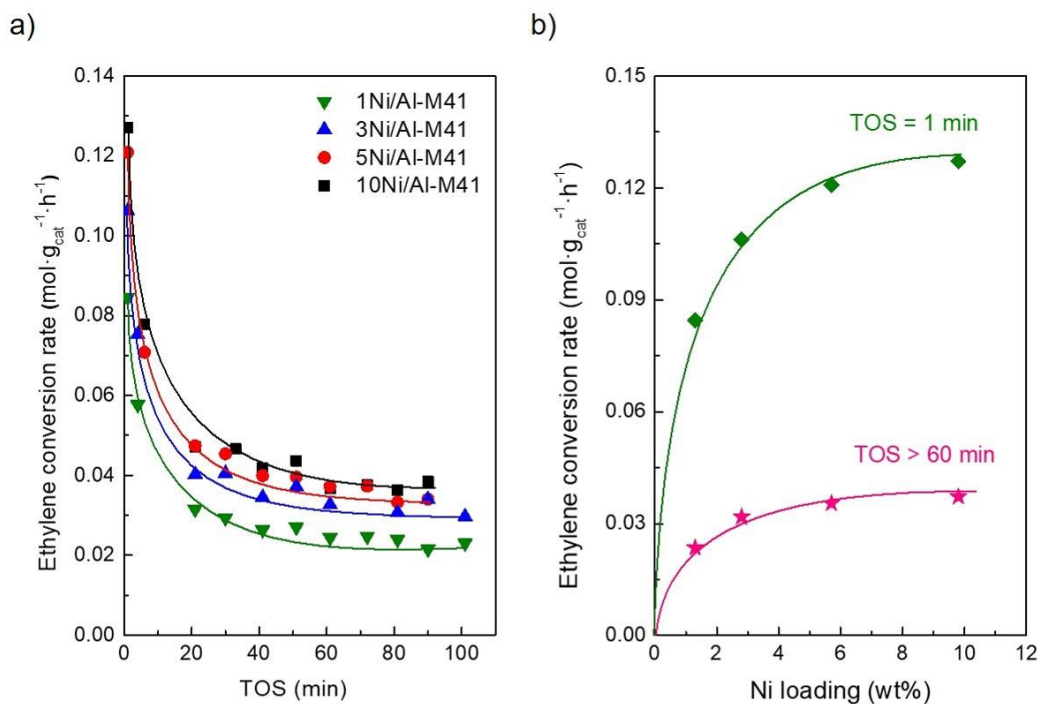 a)
Ethylene conversion rate (mol·g_cat⁻¹·h⁻¹)
0.14
0.12
0.10
0.08
0.06
0.04
0.02
0.00
1Ni/Al-M41
3Ni/Al-M41
5Ni/Al-M41
10Ni/Al-M41
0 20 40 60 80 100
TOS (min)
b)
Ethylene conversion rate (mol·g_cat⁻¹·h⁻¹)
0.15
0.12
0.09
0.06
0.03
0.00
TOS = 1 min
TOS > 60 min
0 2 4 6 8 10 12
Ni loading (wt%)